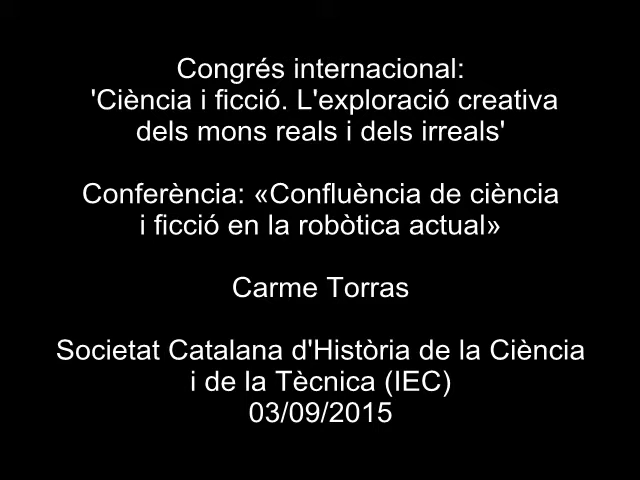 Congrés internacional:
'Ciència i ficció. L'exploració creativa
dels mons reals i dels irreals'
Conferència: «Confluència de ciència
i ficció en la robòtica actual»
Carme Torras
Societat Catalana d'Història de la Ciència
i de la Tècnica (IEC)
03/09/2015